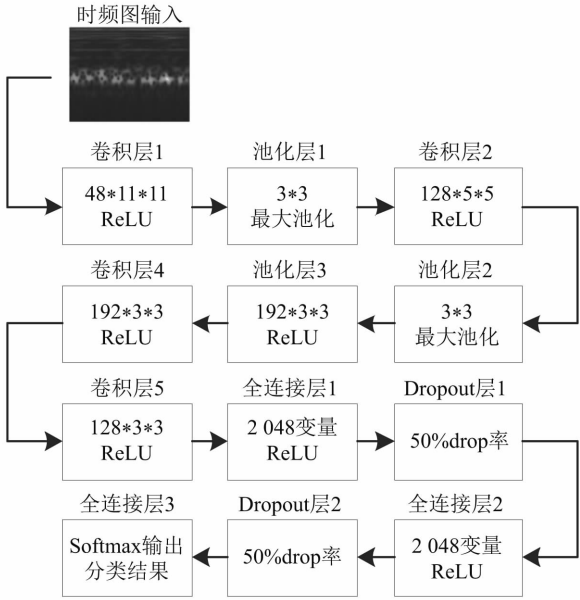 时频图输入
卷积层1
48*11*11
ReLU
池化层1
3*3
最大池化
卷积层2
128*5*5
ReLU
池化层2
3*3
最大池化
池化层3
192*3*3
ReLU
卷积层4
192*3*3
ReLU
卷积层5
128*3*3
ReLU
全连接层1
2 048变量
ReLU
Dropout层1
50%drop率
全连接层2
2 048变量
ReLU
Dropout层2
50%drop率
全连接层3
Softmax输出
分类结果